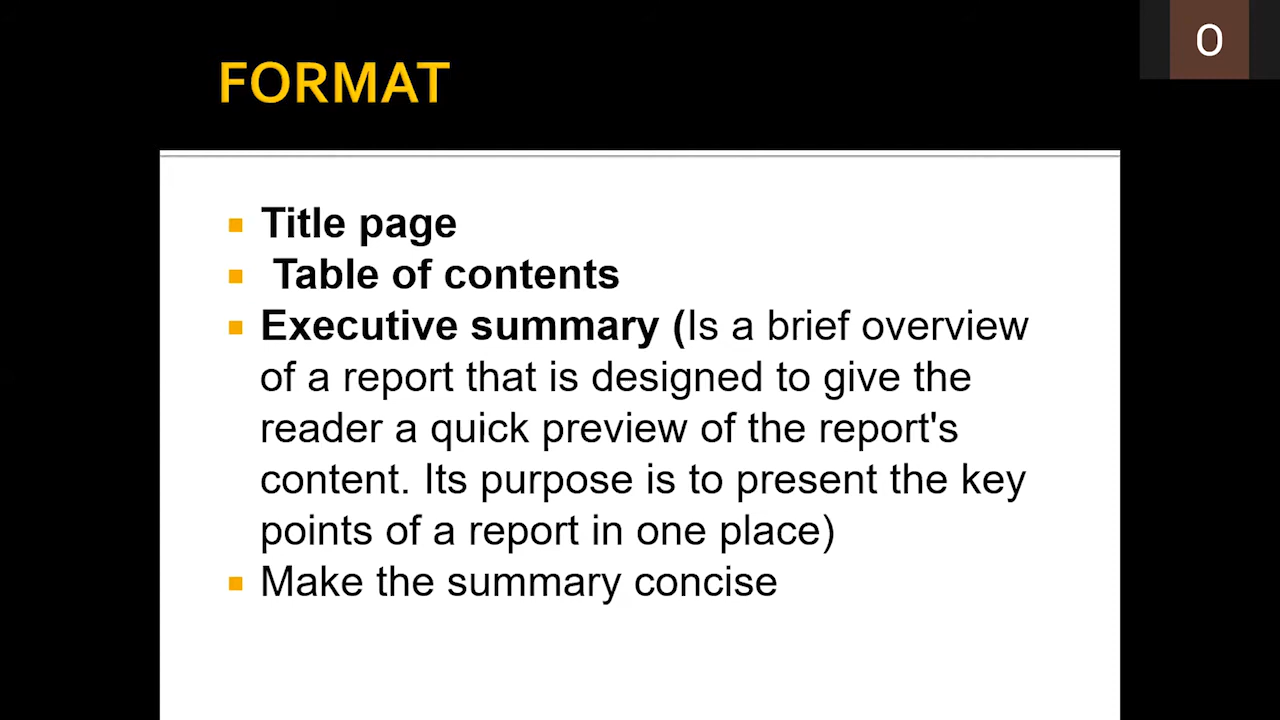 O
FORMAT
Title page
Table of contents
Executive summary (Is a brief overview
of a report that is designed to give the
reader a quick preview of the report's
content. Its purpose is to present the key
points of a report in one place)
Make the summary concise